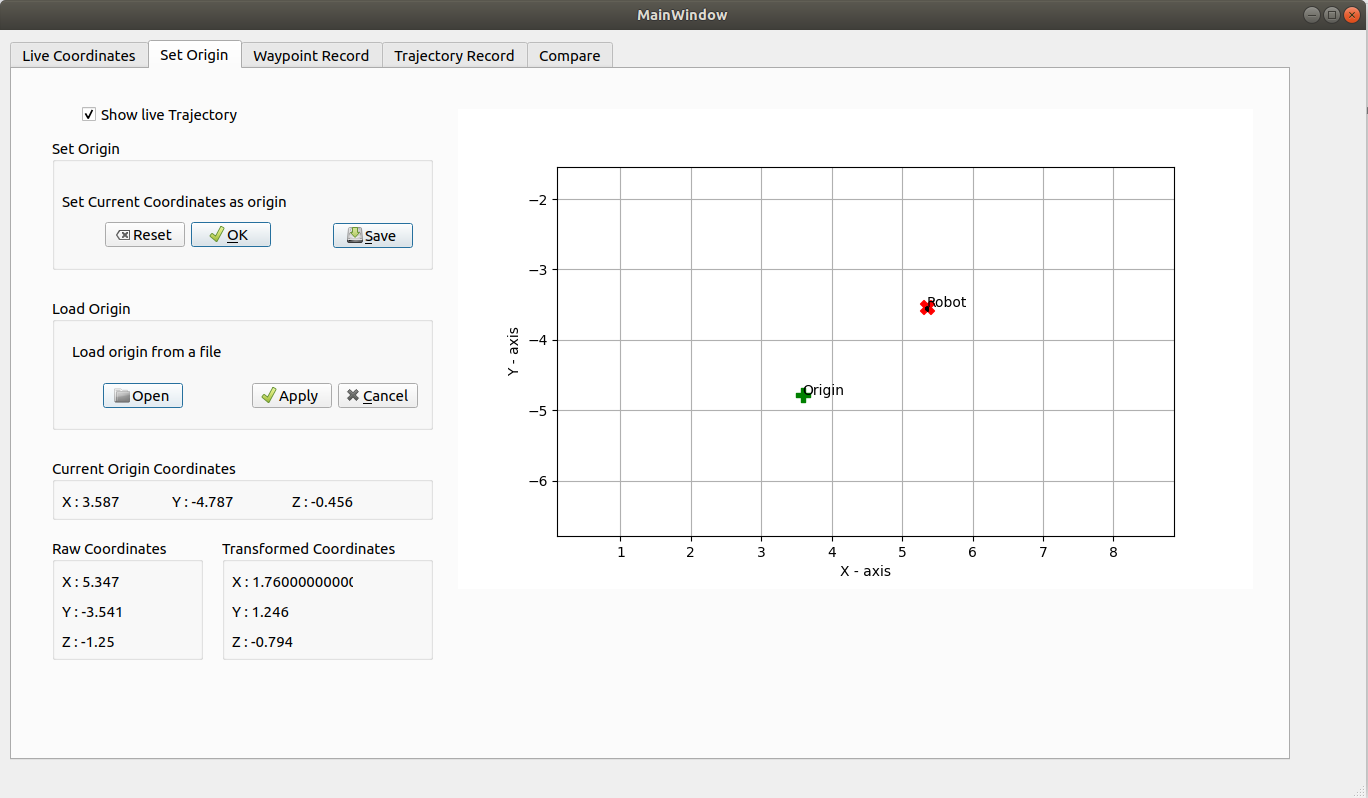 MainWindow
Live Coordinates
Set Origin
Waypoint Record
Trajectory Record
Compare
Show live Trajectory
Set Origin
Set Current Coordinates as origin
Reset
OK
Save
Load Origin
Load origin from a file
Open
Apply
Cancel
Current Origin Coordinates
X : 3.587
Y : -4.787
Z : -0.456
Raw Coordinates
X : 5.347
Y : -3.541
Z : -1.25
Transformed Coordinates
X : 1.76000000000
Y : 1.246
Z : -0.794
Y - axis
−2
−3
−4
−5
−6
Robot
Origin
1 2 3 4 5 6 7 8
X - axis